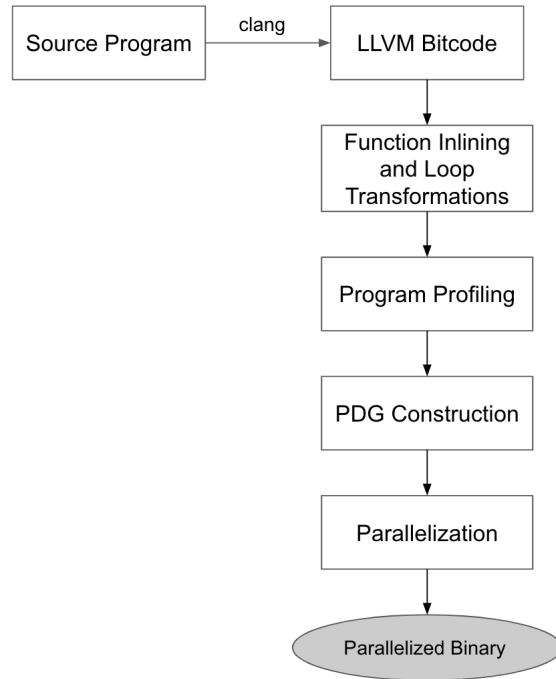 clang
Source Program
LLVM Bitcode
Function Inlining
and Loop
Transformations
Program Profiling
PDG Construction
Parallelization
Parallelized Binary